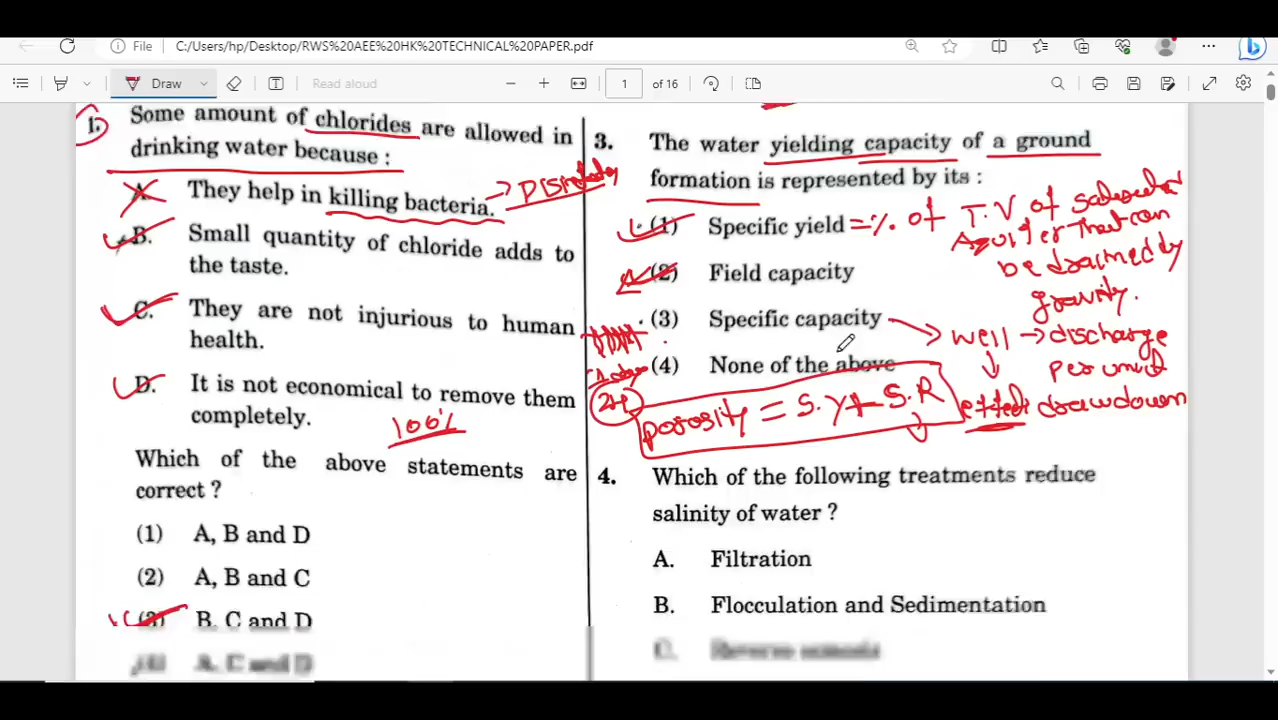 File
C:/Users/hp/Desktop/RWS%20AEE%20HK%20TECHNICAL%20PAPER.pdf
Draw
Read aloud
1
of 16
1. Some amount of chlorides are allowed in
drinking water because :
A. They help in killing bacteria.
B. Small quantity of chloride adds to
the taste.
C. They are not injurious to human
health.
D. It is not economical to remove them
completely.
100%
Which of the above statements are
correct ?
(1) A, B and D
(2) A, B and C
(3) B, C and D
(4) A, C and D
3. The water yielding capacity of a ground
formation is represented by its :
(1) Specific yield = % of T.V of
Aquifer that can
be drained by
gravity.
(2) Field capacity
(3) Specific capacity
well → discharge
per unit
drawdown
(4) None of the above
porosity = S.Y + S.R
4. Which of the following treatments reduce
salinity of water ?
A. Filtration
B. Flocculation and Sedimentation
C. Reverse osmosis